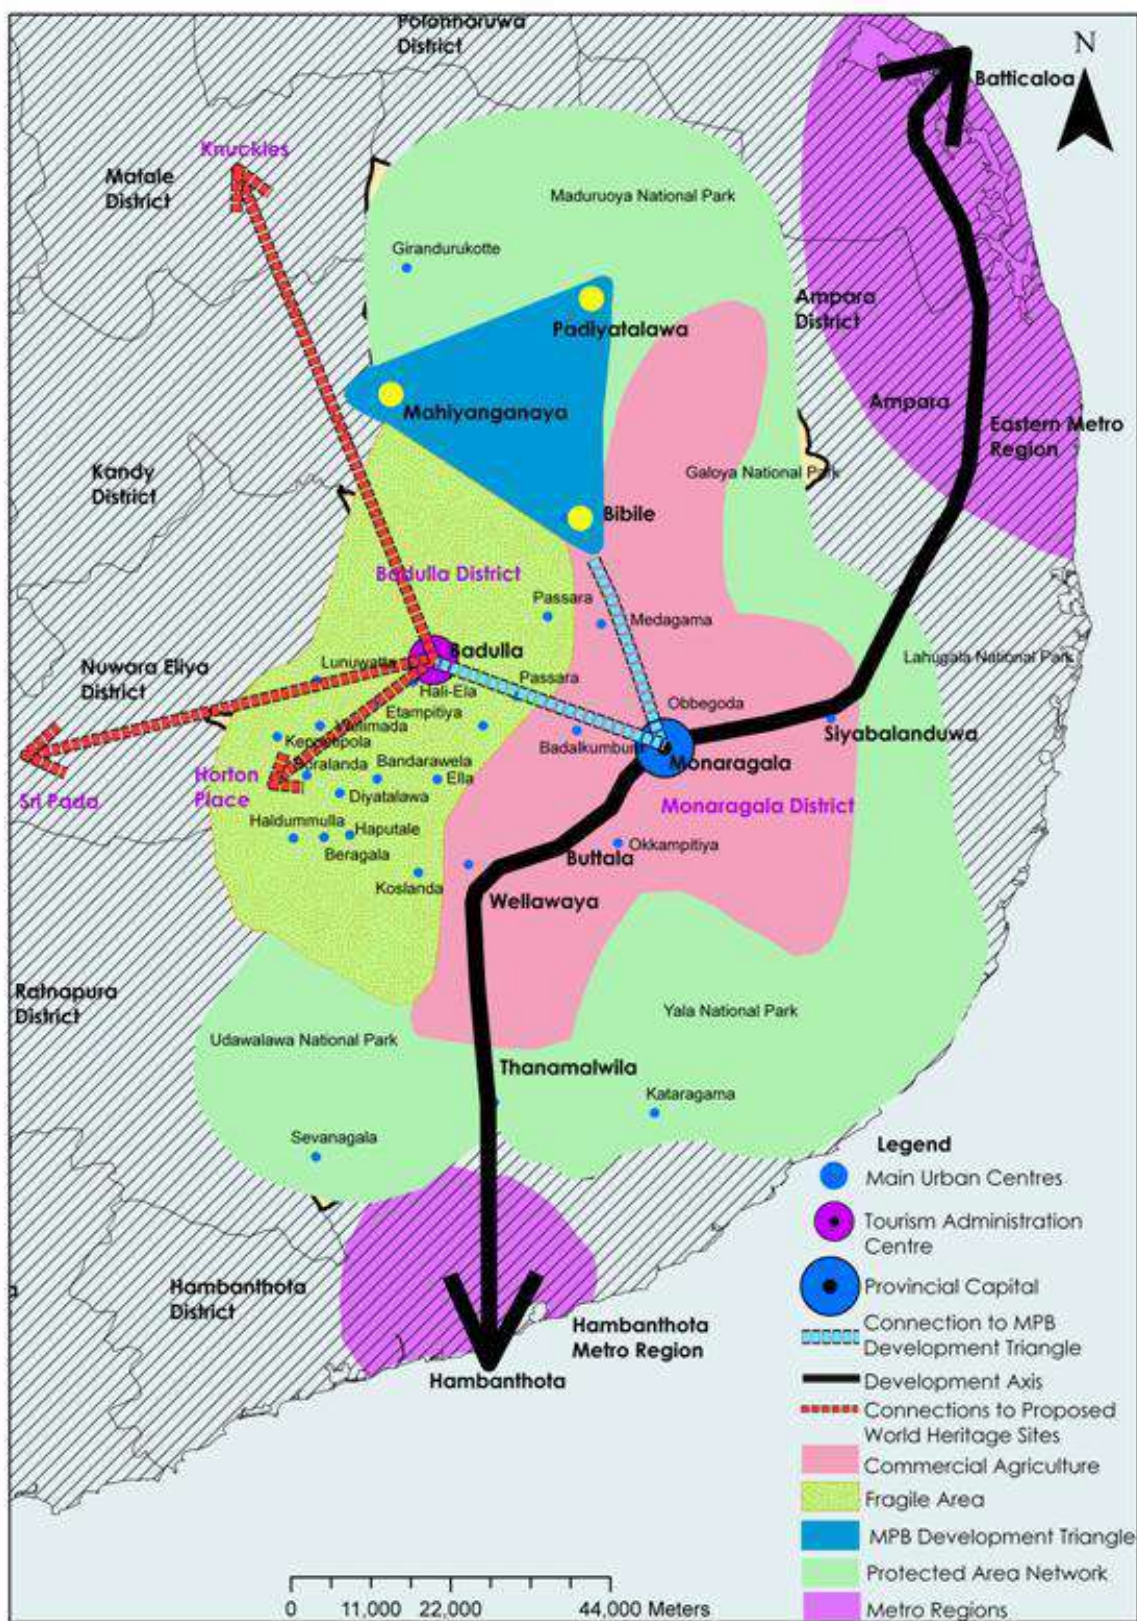 Polonnaruwa
District
N
Batticaloa
Knuckles
Matale
District
Maduruoya National Park
Girandurukotte
Ampara
District
Padiyatalawa
Mahiyanganaya
Ampara
Eastern Metro
Region
Kandy
District
Galoya National Park
Bibile
Badulla District
Passara
Medagama
Badulla
Lunuwatta
Nuwara Eliya
District
Lahugala National Park
Hali-Ela
Passara
Etampitiya
Obbegoda
Welimada
Keppetipola
Badalkumbura
Siyabalanduwa
Monaragala
Boralanda
Bandarawela
Ella
Horton
Place
Sri Pada
Diyatalawa
Monaragala District
Haldummulla
Haputale
Beragala
Okkampitiya
Buttala
Koslanda
Wellawaya
Ratnapura
District
Yala National Park
Udawalawa National Park
Thanamalwila
Kataragama
Sevanagala
Hambanthota
District
Hambanthota
Metro Region
Hambanthota
Legend
Main Urban Centres
Tourism Administration
Centre
Provincial Capital
Connection to MPB
Development Triangle
Development Axis
Connections to Proposed
World Heritage Sites
Commercial Agriculture
Fragile Area
MPB Development Triangle
Protected Area Network
Metro Regions
0 11,000 22,000 44,000 Meters